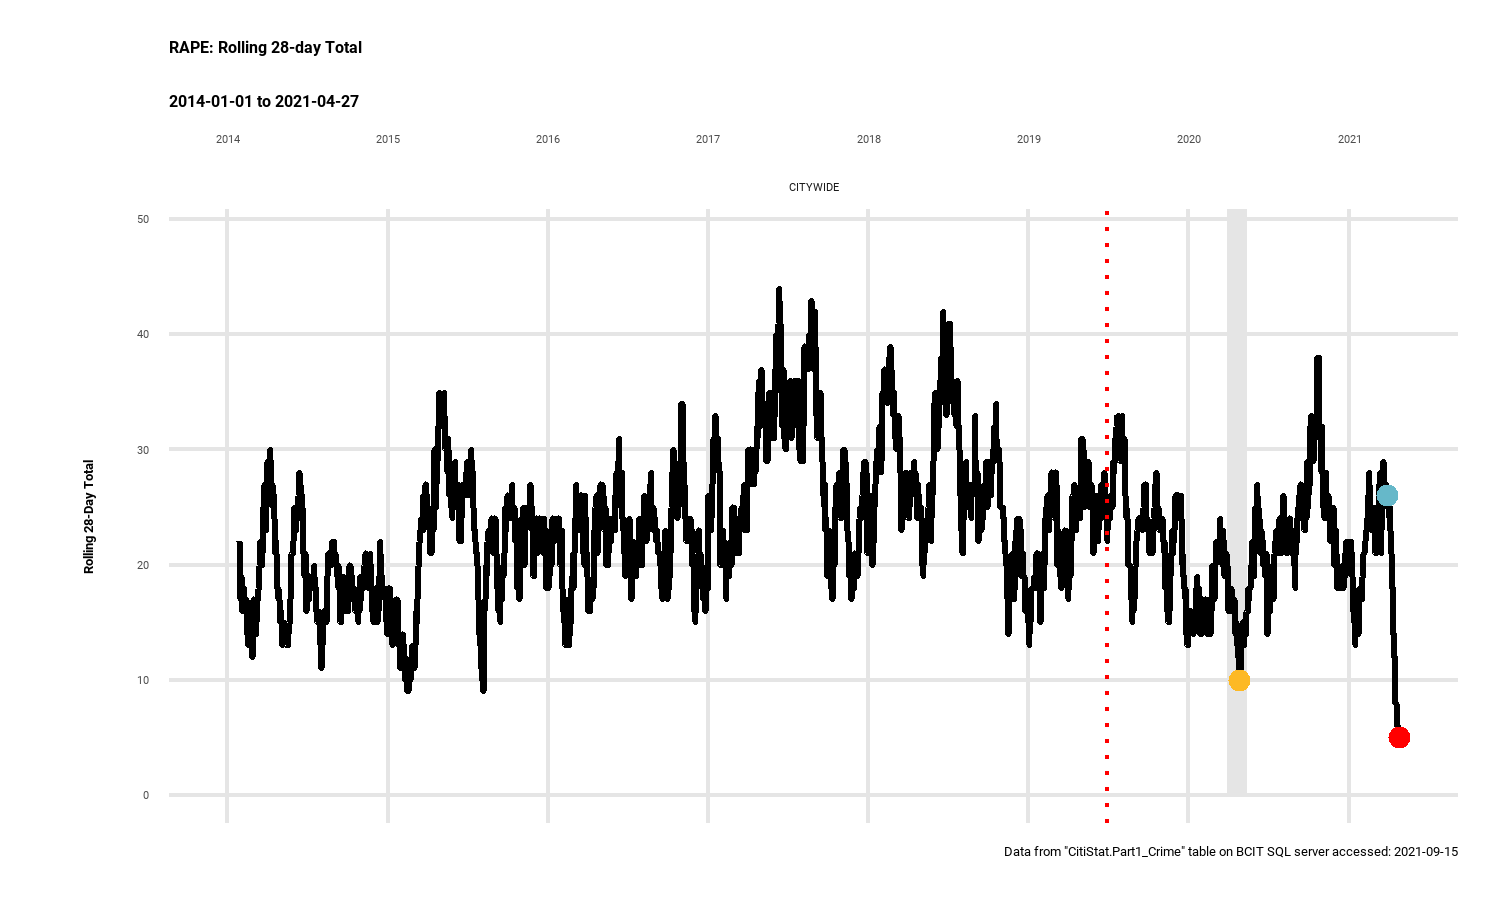 RAPE: Rolling 28-day Total
2014-01-01 to 2021-04-27
2014 2015 2016 2017 2018 2019 2020 2021
CITYWIDE
50
40
30
20
10
0
Rolling 28-Day Total
Data from "CitiStat.Part1_Crime" table on BCIT SQL server accessed: 2021-09-15